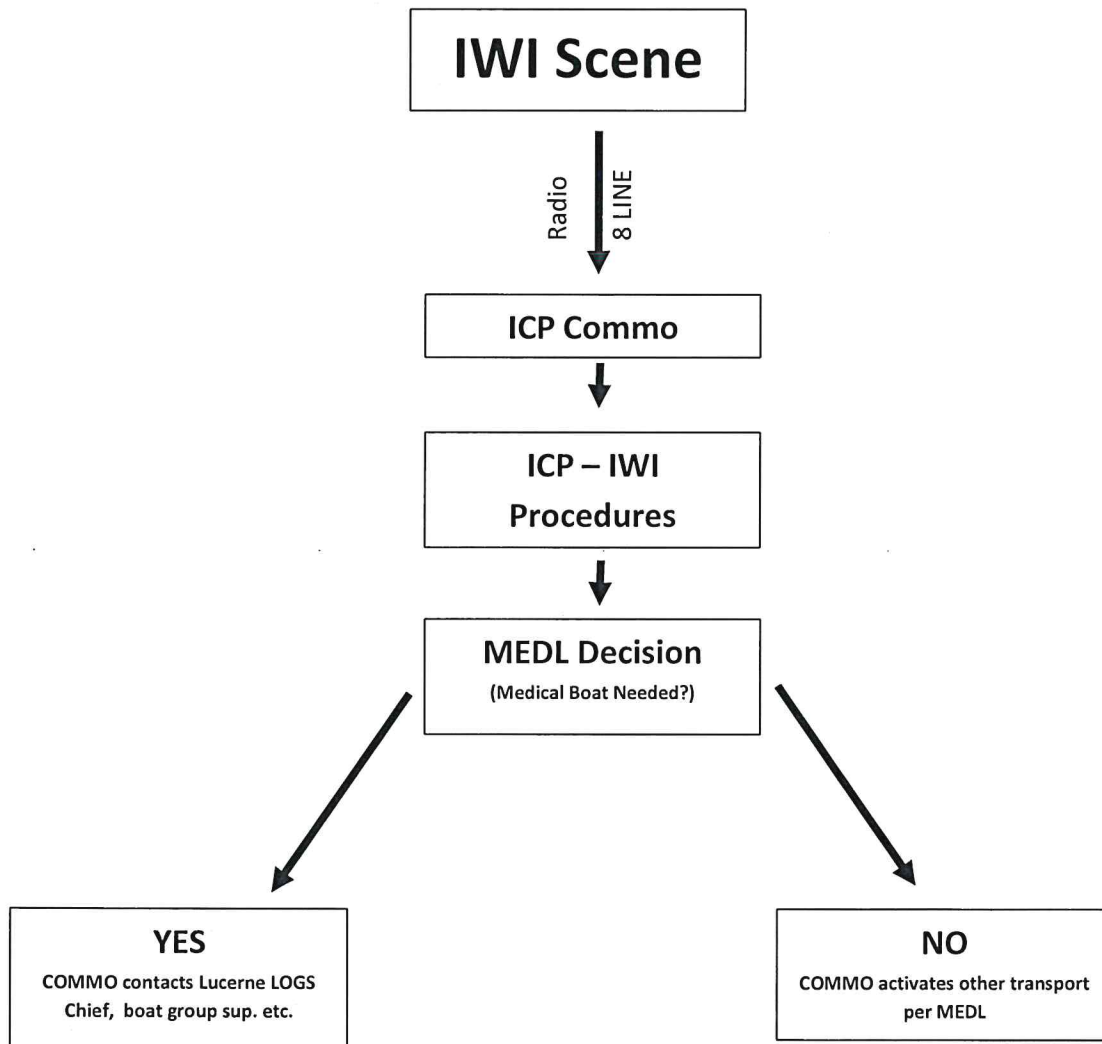 IWI Scene
Radio
8 LINE
ICP Commo
ICP – IWI
Procedures
MEDL Decision
(Medical Boat Needed?)
YES
COMMO contacts Lucerne LOGS
Chief, boat group sup. etc.
NO
COMMO activates other transport
per MEDL